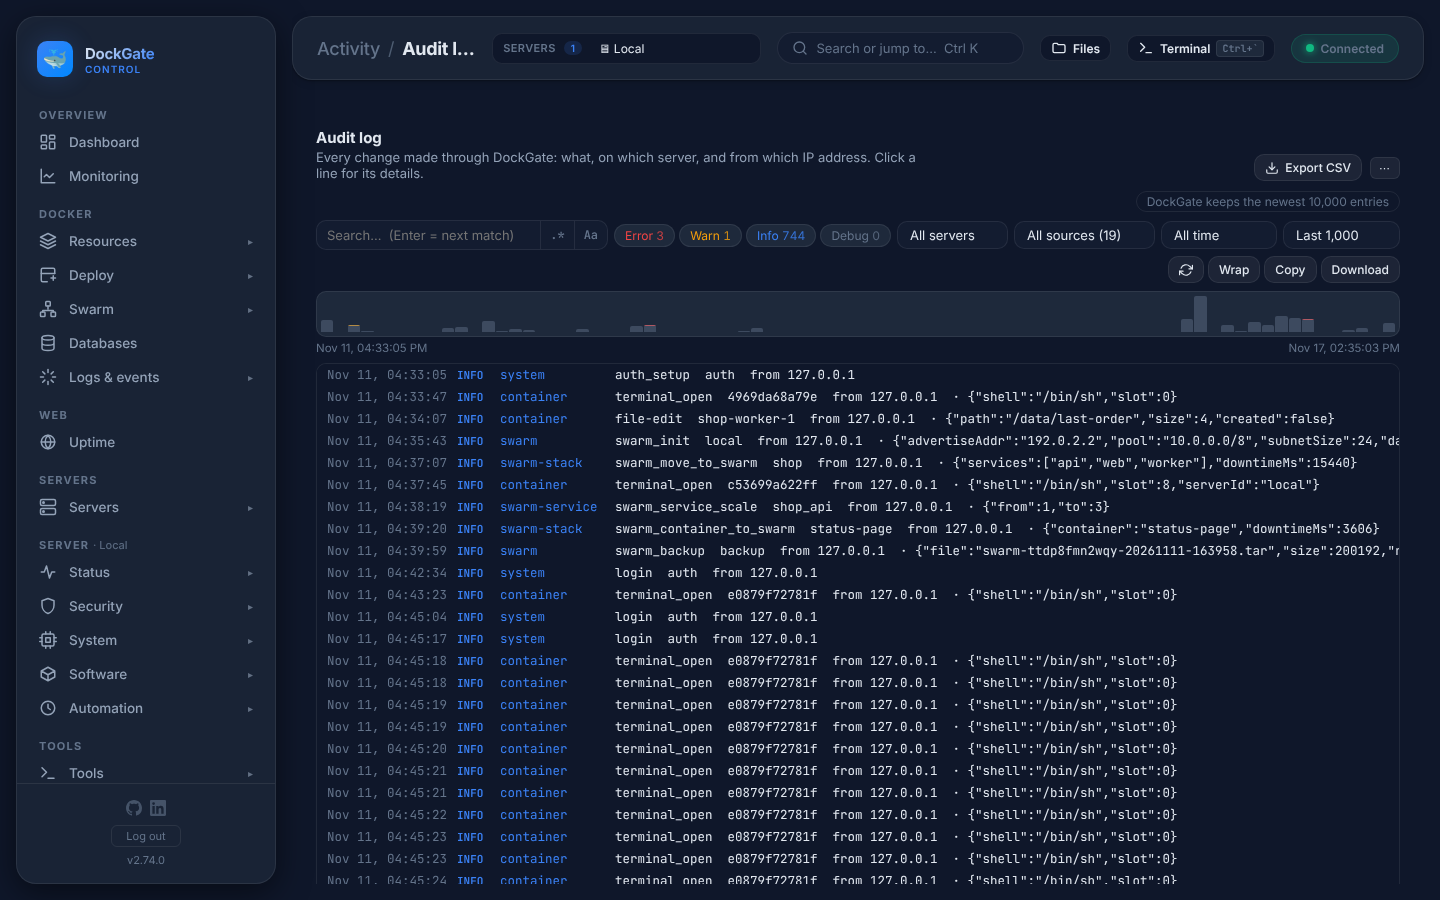 DockGate
CONTROL
OVERVIEW
Dashboard
Monitoring
DOCKER
Resources
Deploy
Swarm
Databases
Logs & events
WEB
Uptime
SERVERS
Servers
SERVER · Local
Status
Security
System
Software
Automation
TOOLS
Tools
Log out
v2.74.0
Activity / Audit l...
SERVERS 1 Local
Search or jump to... Ctrl K
Files
Terminal Ctrl+`
Connected
Audit log
Every change made through DockGate: what, on which server, and from which IP address. Click a
line for its details.
Export CSV
...
DockGate keeps the newest 10,000 entries
Search... (Enter = next match) .* Aa Error 3 Warn 1 Info 744 Debug 0 All servers All sources (19) All time Last 1,000
Wrap Copy Download
Nov 11, 04:33:05 PM Nov 17, 02:35:03 PM
Nov 11, 04:33:05 INFO system auth_setup auth from 127.0.0.1
Nov 11, 04:33:47 INFO container terminal_open 4969da68a79e from 127.0.0.1 · {"shell":"/bin/sh","slot":0}
Nov 11, 04:34:07 INFO container file-edit shop-worker-1 from 127.0.0.1 · {"path":"/data/last-order","size":4,"created":false}
Nov 11, 04:35:43 INFO swarm swarm_init local from 127.0.0.1 · {"advertiseAddr":"192.0.2.2","pool":"10.0.0.0/8","subnetSize":24,"da
Nov 11, 04:37:07 INFO swarm-stack swarm_move_to_swarm shop from 127.0.0.1 · {"services":["api","web","worker"],"downtimeMs":15440}
Nov 11, 04:37:45 INFO container terminal_open c53699a622ff from 127.0.0.1 · {"shell":"/bin/sh","slot":8,"serverId":"local"}
Nov 11, 04:38:19 INFO swarm-service swarm_service_scale shop_api from 127.0.0.1 · {"from":1,"to":3}
Nov 11, 04:39:20 INFO swarm-stack swarm_container_to_swarm status-page from 127.0.0.1 · {"container":"status-page","downtimeMs":3606}
Nov 11, 04:39:59 INFO swarm swarm_backup backup from 127.0.0.1 · {"file":"swarm-ttdp8fmn2wqy-20261111-163958.tar","size":200192,"r
Nov 11, 04:42:34 INFO system login auth from 127.0.0.1
Nov 11, 04:43:23 INFO container terminal_open e0879f72781f from 127.0.0.1 · {"shell":"/bin/sh","slot":0}
Nov 11, 04:45:04 INFO system login auth from 127.0.0.1
Nov 11, 04:45:17 INFO system login auth from 127.0.0.1
Nov 11, 04:45:18 INFO container terminal_open e0879f72781f from 127.0.0.1 · {"shell":"/bin/sh","slot":0}
Nov 11, 04:45:18 INFO container terminal_open e0879f72781f from 127.0.0.1 · {"shell":"/bin/sh","slot":0}
Nov 11, 04:45:19 INFO container terminal_open e0879f72781f from 127.0.0.1 · {"shell":"/bin/sh","slot":0}
Nov 11, 04:45:19 INFO container terminal_open e0879f72781f from 127.0.0.1 · {"shell":"/bin/sh","slot":0}
Nov 11, 04:45:20 INFO container terminal_open e0879f72781f from 127.0.0.1 · {"shell":"/bin/sh","slot":0}
Nov 11, 04:45:21 INFO container terminal_open e0879f72781f from 127.0.0.1 · {"shell":"/bin/sh","slot":0}
Nov 11, 04:45:21 INFO container terminal_open e0879f72781f from 127.0.0.1 · {"shell":"/bin/sh","slot":0}
Nov 11, 04:45:22 INFO container terminal_open e0879f72781f from 127.0.0.1 · {"shell":"/bin/sh","slot":0}
Nov 11, 04:45:23 INFO container terminal_open e0879f72781f from 127.0.0.1 · {"shell":"/bin/sh","slot":0}
Nov 11, 04:45:23 INFO container terminal_open e0879f72781f from 127.0.0.1 · {"shell":"/bin/sh","slot":0}
Nov 11, 04:45:24 INFO container terminal_open e0879f72781f from 127.0.0.1 · {"shell":"/bin/sh","slot":0}